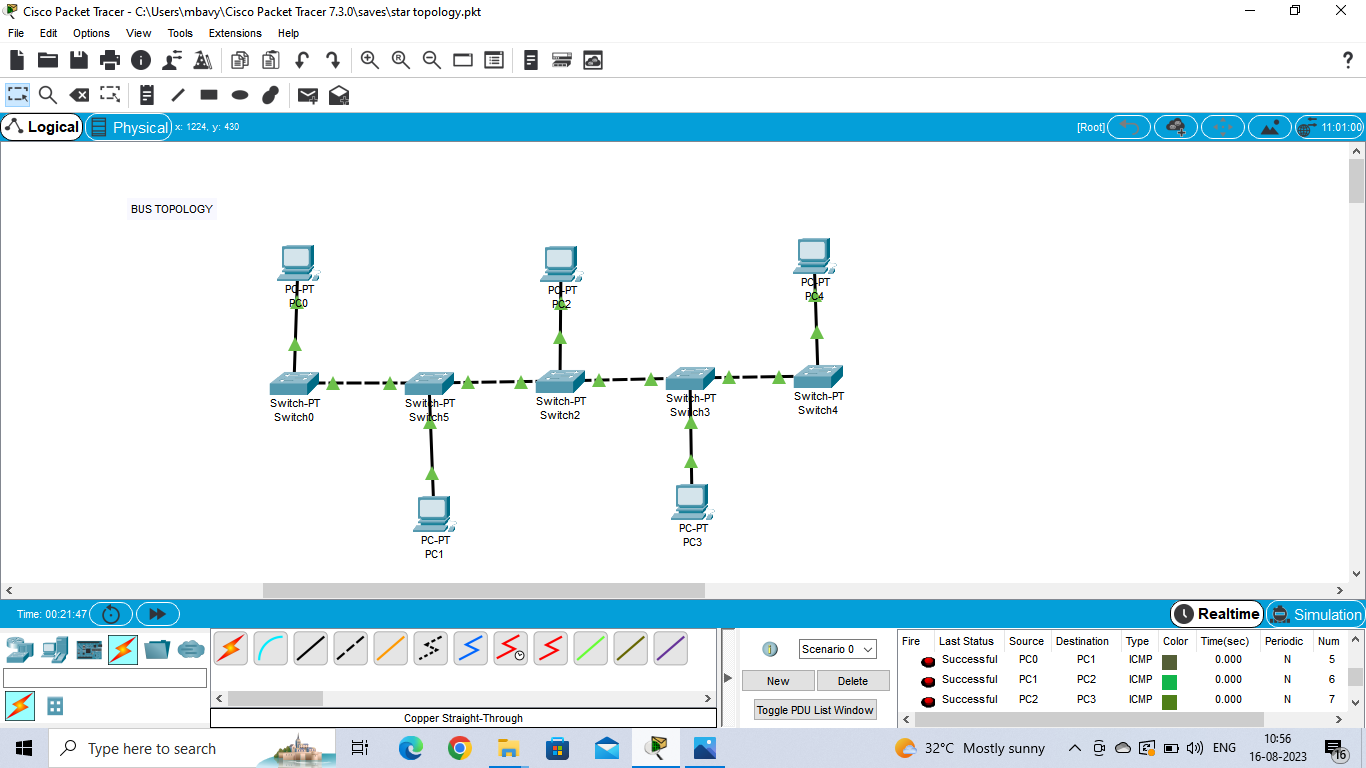 Cisco Packet Tracer - C:\Users\mbavy\Cisco Packet Tracer 7.3.0\saves\star topology.pkt
File Edit Options View Tools Extensions Help
Logical Physical x: 1224, y: 430 [Root] 11:01:00
BUS TOPOLOGY
PC-PT
PC0
PC-PT
PC2
PC-PT
PC4
Switch-PT
Switch0
Switch-PT
Switch5
Switch-PT
Switch2
Switch-PT
Switch3
Switch-PT
Switch4
PC-PT
PC1
PC-PT
PC3
Time: 00:21:47 Realtime Simulation
Scenario 0
New Delete
Toggle PDU List Window
Fire Last Status Source Destination Type Color Time(sec) Periodic Num
Successful PC0 PC1 ICMP 0.000 N 5
Successful PC1 PC2 ICMP 0.000 N 6
Successful PC2 PC3 ICMP 0.000 N 7
Copper Straight-Through
Type here to search
32°C Mostly sunny
ENG
10:56
16-08-2023
16